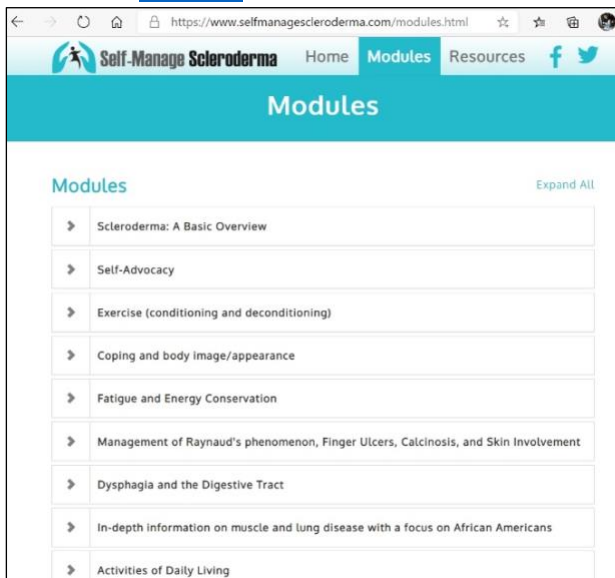 https://www.selfmanagescleroderma.com/modules.html
Self-Manage Scleroderma Home Modules Resources
Modules
Modules Expand All
Scleroderma: A Basic Overview
Self-Advocacy
Exercise (conditioning and deconditioning)
Coping and body image/appearance
Fatigue and Energy Conservation
Management of Raynaud's phenomenon, Finger Ulcers, Calcinosis, and Skin Involvement
Dysphagia and the Digestive Tract
In-depth information on muscle and lung disease with a focus on African Americans
Activities of Daily Living